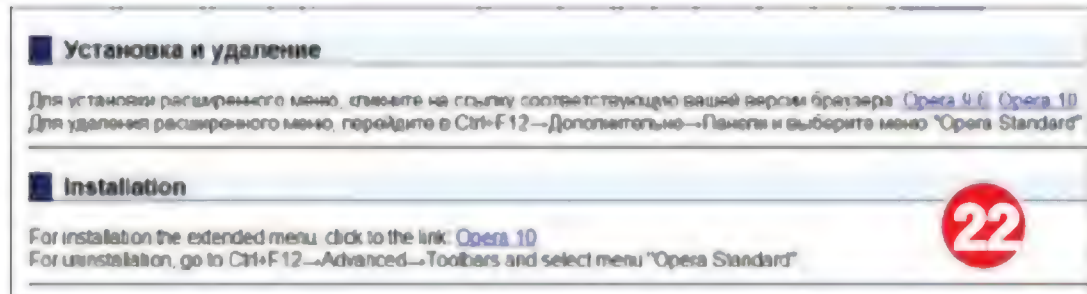 Установка и удаление
Для установки расширенного меню, кликните на ссылку соответствующую вашей версии браузера: Opera 9.6, Opera 10
Для удаления расширенного меню, перейдите в Ctrl+F12→Дополнительно→Панели и выберите меню "Opera Standard"
Installation
For installation the extended menu, click to the link: Opera 10
For uninstallation, go to Ctrl+F12→Advanced→Toolbars and select menu "Opera Standard"
22